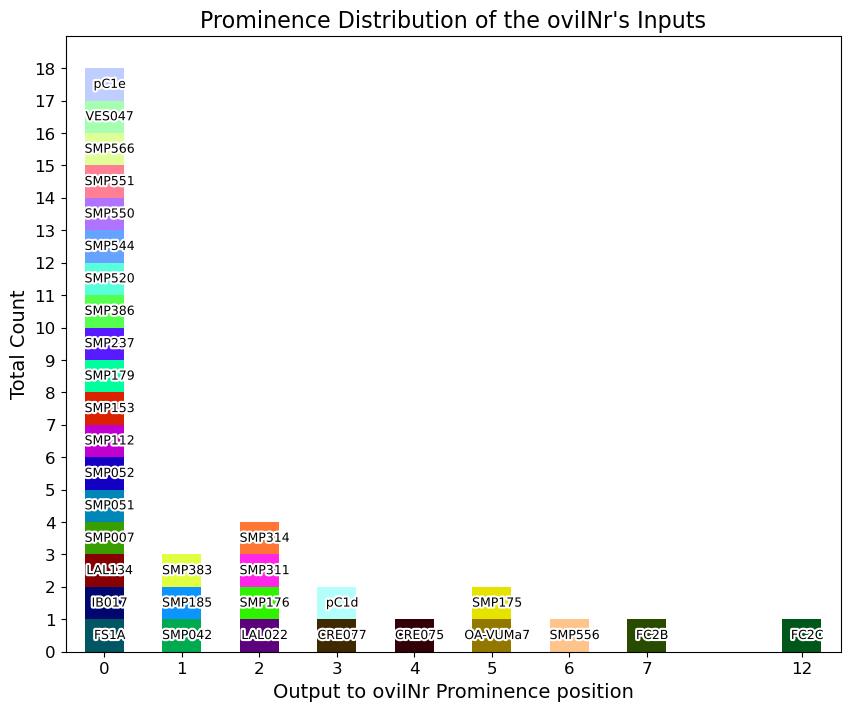 Prominence Distribution of the oviINr's Inputs
Total Count
18
17
16
15
14
13
12
11
10
9
8
7
6
5
4
3
2
1
0
pC1e
VES047
SMP566
SMP551
SMP550
SMP544
SMP520
SMP386
SMP237
SMP179
SMP153
SMP112
SMP052
SMP051
SMP007
LAL134
IB017
FS1A
SMP383
SMP185
SMP042
SMP314
SMP311
SMP176
LAL022
pC1d
CRE077
CRE075
SMP175
OA-VUMa7
SMP556
FC2B
FC2C
0 1 2 3 4 5 6 7 12
Output to oviINr Prominence position